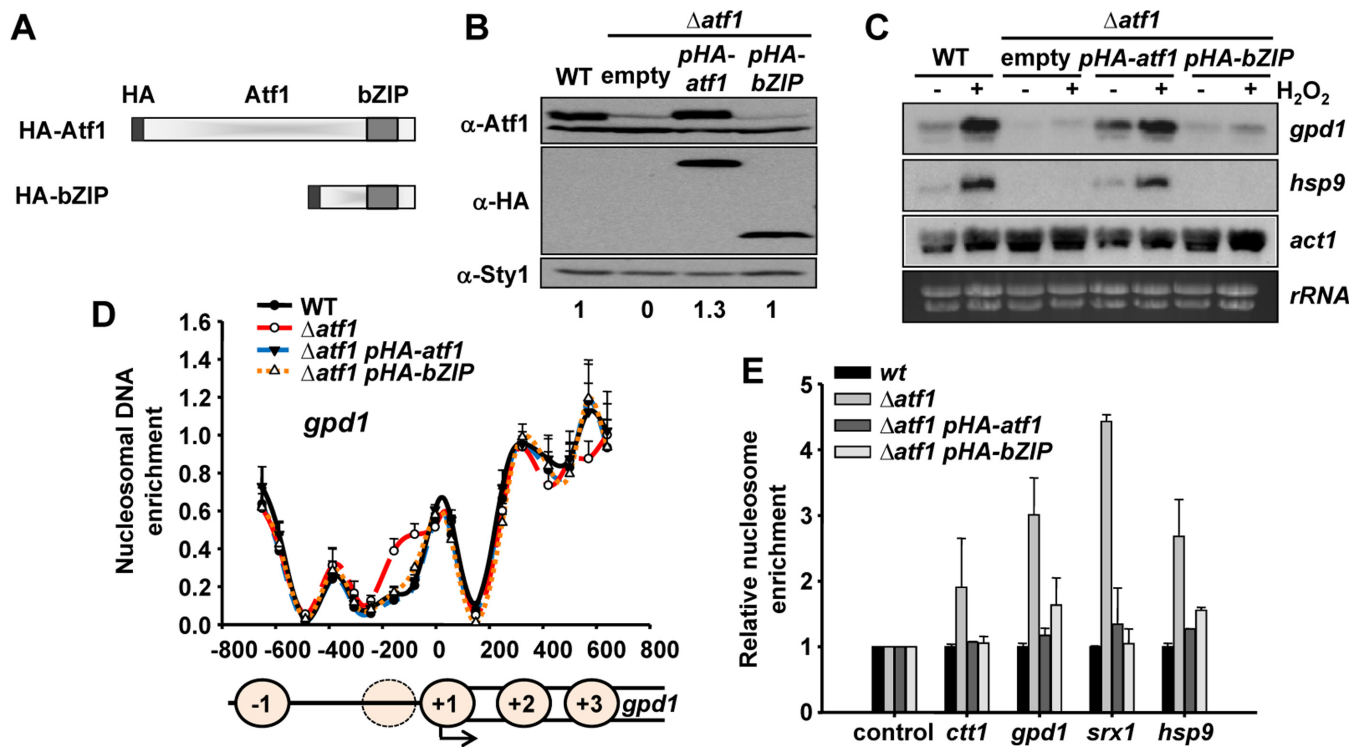 A
HA Atf1 bZIP
HA-Atf1
HA-bZIP
B
Δatf1
WT empty pHA-atf1 pHA-bZIP
α-Atf1
α-HA
α-Sty1
1 0 1.3 1
C
Δatf1
WT empty pHA-atf1 pHA-bZIP
- + - + - + - + H₂O₂
gpd1
hsp9
act1
rRNA
D
WT
Δatf1
Δatf1 pHA-atf1
Δatf1 pHA-bZIP
gpd1
Nucleosomal DNA enrichment
1.6
1.4
1.2
1.0
0.8
0.6
0.4
0.2
0.0
-800 -600 -400 -200 0 200 400 600 800
-1 +1 +2 +3 gpd1
E
wt
Δatf1
Δatf1 pHA-atf1
Δatf1 pHA-bZIP
Relative nucleosome enrichment
5
4
3
2
1
0
control ctt1 gpd1 srx1 hsp9